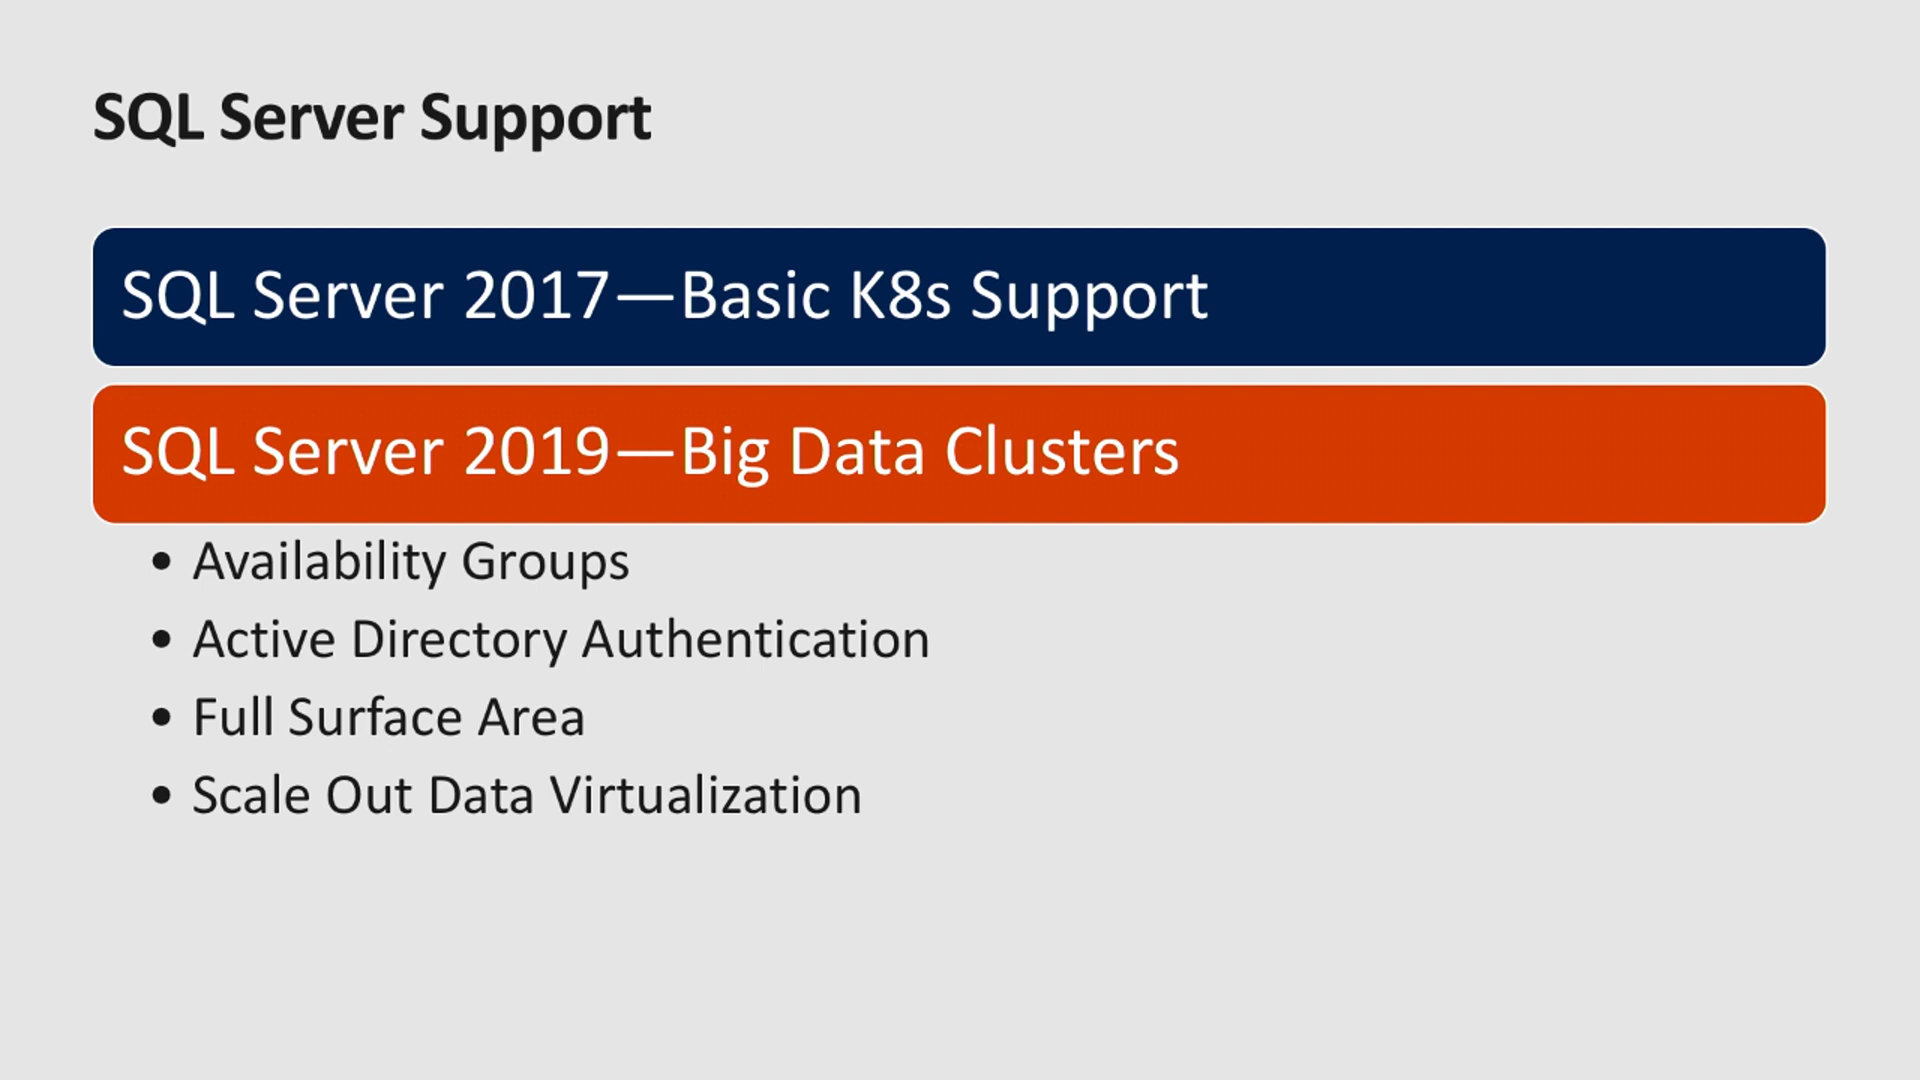 SQL Server Support
SQL Server 2017—Basic K8s Support
SQL Server 2019—Big Data Clusters
• Availability Groups
• Active Directory Authentication
• Full Surface Area
• Scale Out Data Virtualization